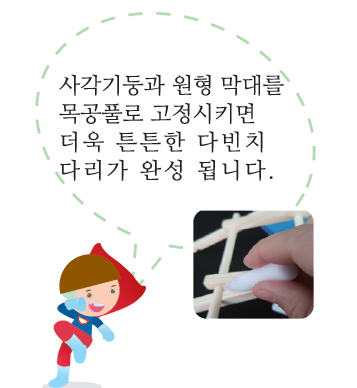 사각기둥과 원형 막대를
목공풀로 고정시키면
더욱 튼튼한 다빈치
다리가 완성 됩니다.